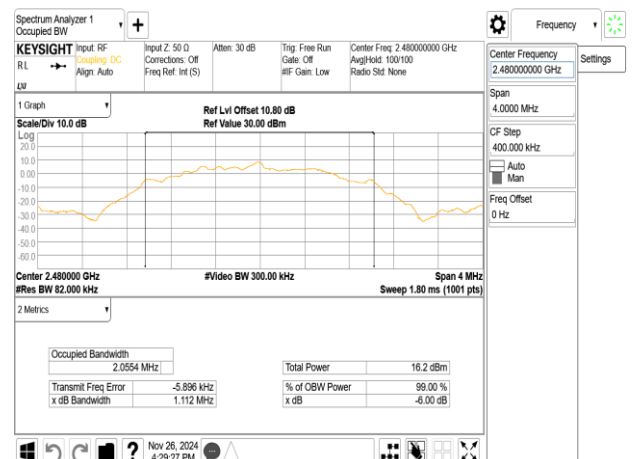 Spectrum Analyzer 1
Occupied BW
Frequency
KEYSIGHT Input: RF Input Z: 50 Ω Atten: 30 dB Trig: Free Run Center Freq: 2.480000000 GHz
RL Coupling: DC Corrections: Off Gate: Off Avg|Hold: 100/100
Align: Auto Freq Ref: Int (S) #IF Gain: Low Radio Std: None
LXI
Center Frequency
2.480000000 GHz
Settings
Span
4.0000 MHz
CF Step
400.000 kHz
Auto
Man
Freq Offset
0 Hz
1 Graph
Ref Lvl Offset 10.80 dB
Scale/Div 10.0 dB Ref Value 30.00 dBm
Log
20.0
10.0
0.00
-10.0
-20.0
-30.0
-40.0
-50.0
-60.0
Center 2.480000 GHz #Video BW 300.00 kHz Span 4 MHz
#Res BW 82.000 kHz Sweep 1.80 ms (1001 pts)
2 Metrics
Occupied Bandwidth
2.0554 MHz Total Power 16.2 dBm
Transmit Freq Error -5.896 kHz % of OBW Power 99.00 %
x dB Bandwidth 1.112 MHz x dB -6.00 dB
? Nov 26, 2024
4:29:27 PM